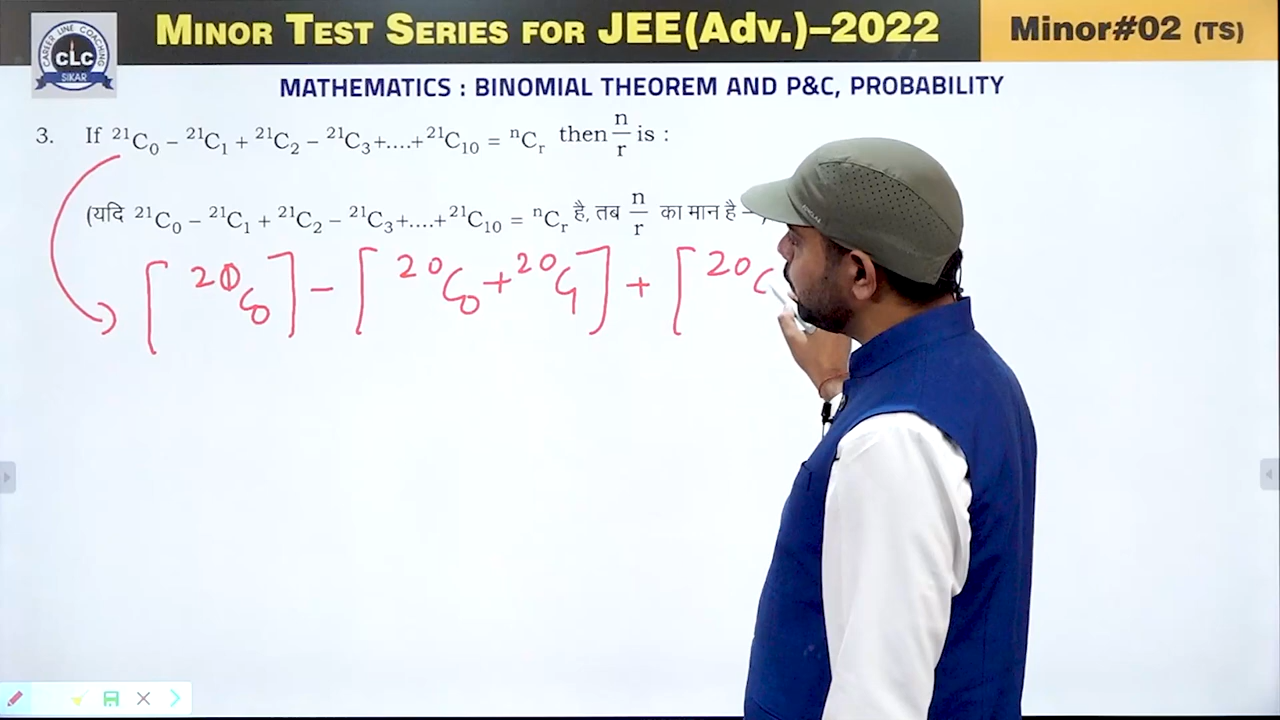 MINOR TEST SERIES FOR JEE(Adv.)–2022
Minor#02 (TS)
CAREER LINE COACHING
CLC
SIKAR
MATHEMATICS : BINOMIAL THEOREM AND P&C, PROBABILITY
3. If ²¹C₀ – ²¹C₁ + ²¹C₂ – ²¹C₃+....+²¹C₁₀ = ⁿCᵣ then n/r is :
(यदि ²¹C₀ – ²¹C₁ + ²¹C₂ – ²¹C₃+....+²¹C₁₀ = ⁿCᵣ है, तब n/r का मान है –
[²⁰C₀] – [²⁰C₀ + ²⁰C₁] + [²⁰C